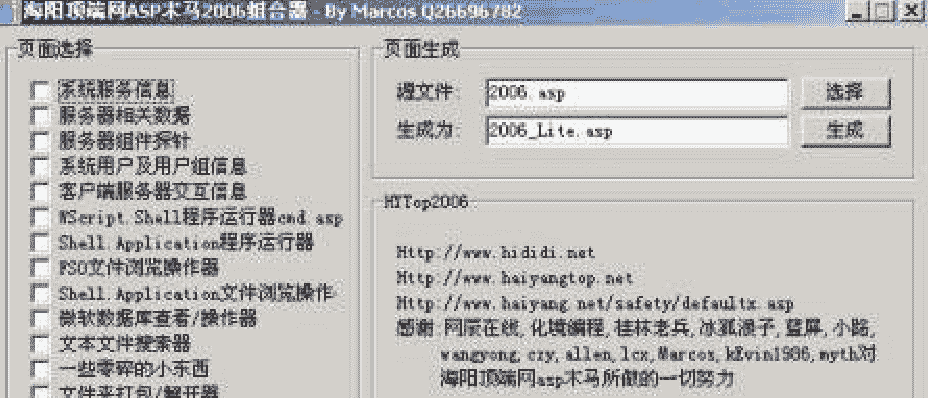 海阳顶端网ASP木马2006组合器 - By Marcos Q26696782
页面选择
系统服务信息
服务器相关数据
服务器组件探针
系统用户及用户组信息
客户端服务器交互信息
WScript.Shell程序运行器cmd.asp
Shell.Application程序运行器
FSO文件浏览操作器
Shell.Application文件浏览操作
微软数据库查看/操作器
文本文件搜索器
一些零碎的小东西
文件夹打包/解开器
页面生成
源文件: 2006.asp 选择
生成为: 2006_Lite.asp 生成
HYTop2006
Http://www.hididi.net
Http://www.haiyangtop.net
Http://www.haiyang.net/safety/defaultx.asp
感谢:网辰在线,化境编程,桂林老兵,冰狐浪子,蓝屏,小路,
wangyong,czy,allen,lcx,Marcos,kEvin1986,myth对
海阳顶端网asp木马所做的一切努力